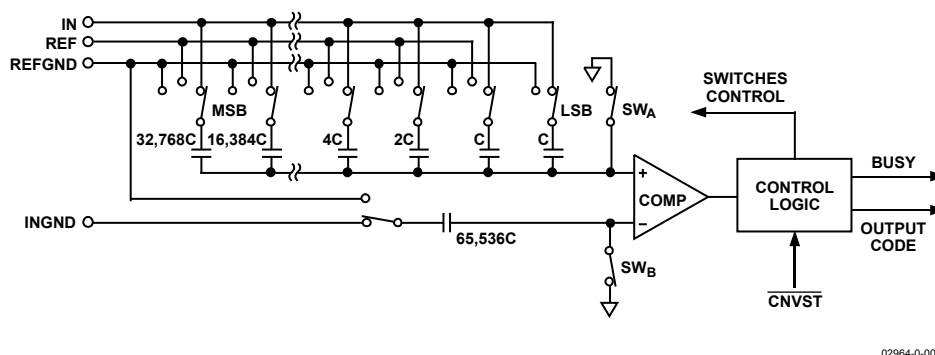 IN
REF
REFGND
MSB
LSB
SWA
SWITCHES
CONTROL
32,768C
16,384C
4C
2C
C
C
+
COMP
−
CONTROL
LOGIC
BUSY
OUTPUT
CODE
INGND
65,536C
SWB
CNVST
02964-0-00